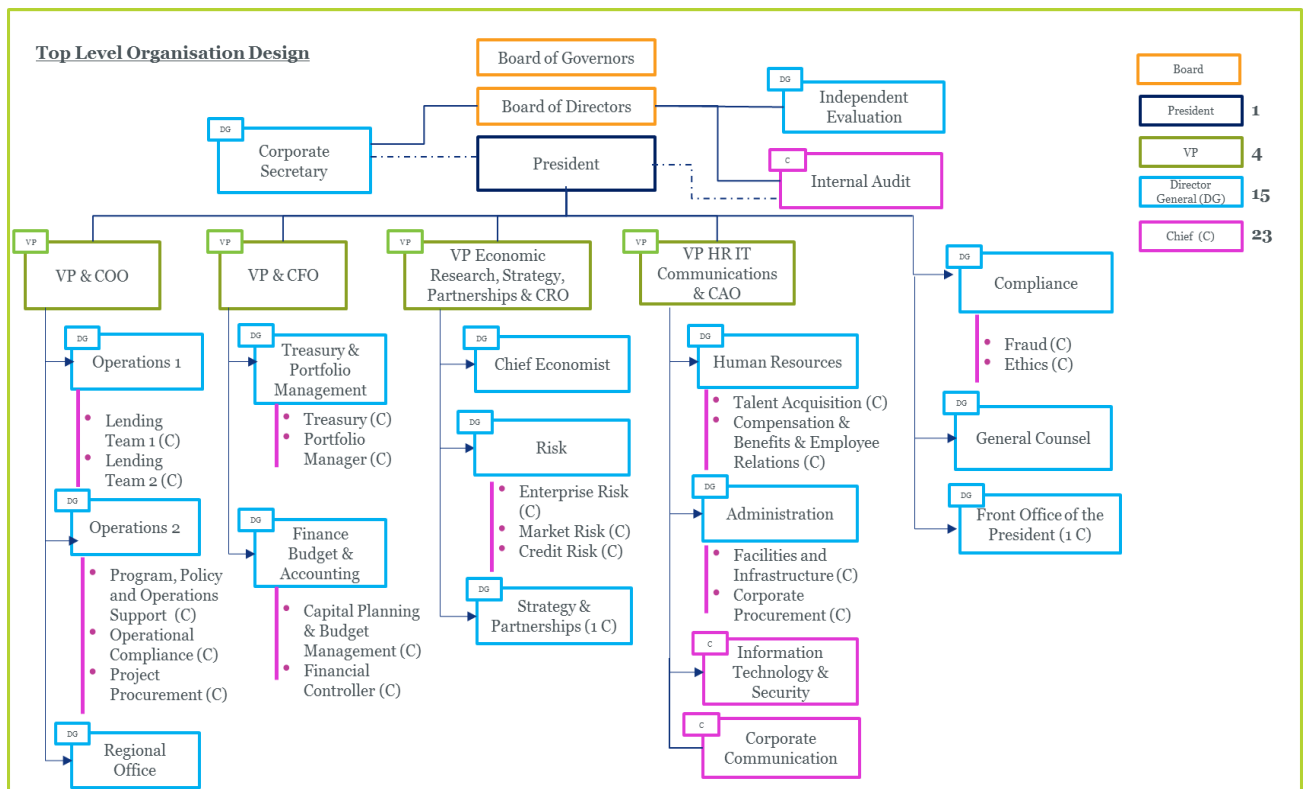 Top Level Organisation Design
Board of Governors
Board of Directors
DG
Independent
Evaluation
DG
Corporate
Secretary
President
C
Internal Audit
Board
President
1
VP
4
Director
General (DG)
15
Chief (C)
23
VP
VP & COO
VP
VP & CFO
VP
VP Economic
Research, Strategy,
Partnerships & CRO
VP
VP HR IT
Communications
& CAO
DG
Compliance
• Fraud (C)
• Ethics (C)
DG
Operations 1
• Lending
Team 1 (C)
• Lending
Team 2 (C)
DG
Operations 2
• Program, Policy
and Operations
Support (C)
• Operational
Compliance (C)
• Project
Procurement (C)
DG
Regional
Office
DG
Treasury &
Portfolio
Management
• Treasury (C)
• Portfolio
Manager (C)
DG
Finance
Budget &
Accounting
• Capital Planning
& Budget
Management (C)
• Financial
Controller (C)
DG
Chief Economist
DG
Risk
• Enterprise Risk
(C)
• Market Risk (C)
• Credit Risk (C)
DG
Strategy &
Partnerships (1 C)
DG
Human Resources
• Talent Acquisition (C)
• Compensation &
Benefits & Employee
Relations (C)
DG
Administration
• Facilities and
Infrastructure (C)
• Corporate
Procurement (C)
C
Information
Technology &
Security
C
Corporate
Communication
DG
General Counsel
DG
Front Office of the
President (1 C)